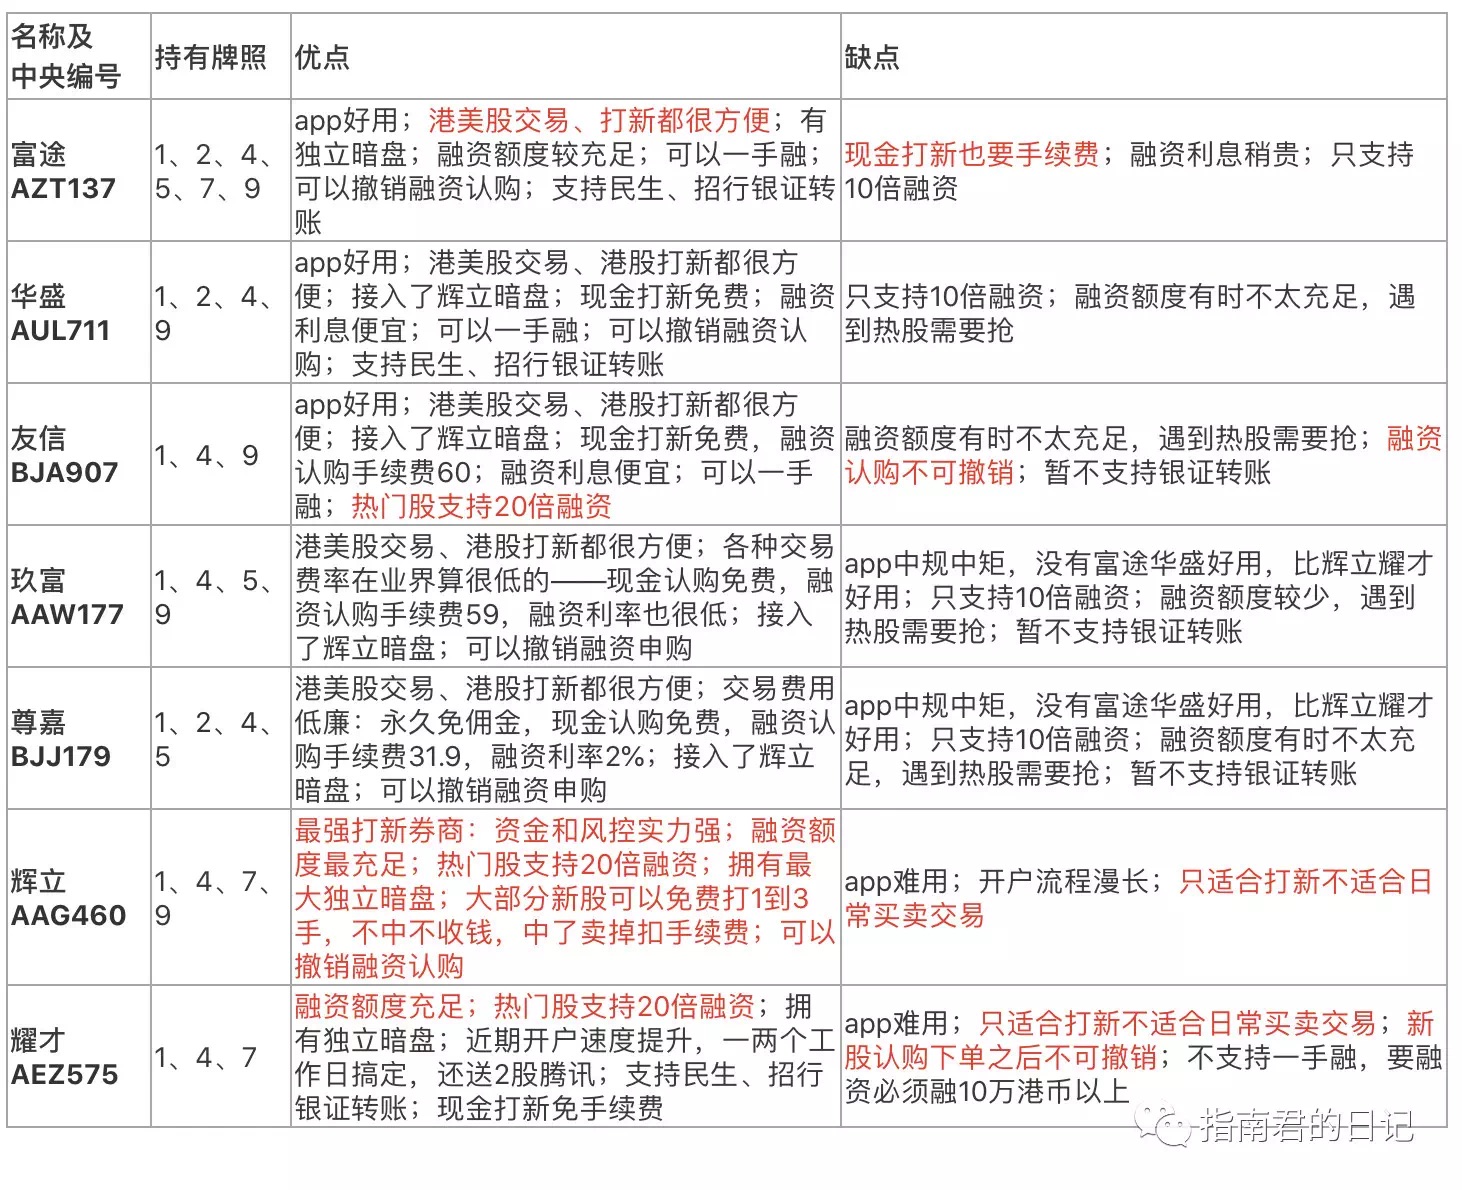 名称及
中央编号
持有牌照
优点
缺点
富途
AZT137
1、2、4、
5、7、9
app好用；港美股交易、打新都很方便；有
独立暗盘；融资额度较充足；可以一手融；
可以撤销融资认购；支持民生、招行银证转
账
现金打新也要手续费；融资利息稍贵；只支持
10倍融资
华盛
AUL711
1、2、4、
9
app好用；港美股交易、港股打新都很方
便；接入了辉立暗盘；现金打新免费；融资
利息便宜；可以一手融；可以撤销融资认
购；支持民生、招行银证转账
只支持10倍融资；融资额度有时不太充足，遇
到热股需要抢
友信
BJA907
1、4、9
app好用；港美股交易、港股打新都很方
便；接入了辉立暗盘；现金打新免费，融资
认购手续费60；融资利息便宜；可以一手
融；热门股支持20倍融资
融资额度有时不太充足，遇到热股需要抢；融资
认购不可撤销；暂不支持银证转账
玖富
AAW177
1、4、5、
9
港美股交易、港股打新都很方便；各种交易
费率在业界算很低的——现金认购免费，融
资认购手续费59，融资利率也很低；接入
了辉立暗盘；可以撤销融资申购
app中规中矩，没有富途华盛好用，比辉立耀才
好用；只支持10倍融资；融资额度较少，遇到
热股需要抢；暂不支持银证转账
尊嘉
BJJ179
1、2、4、
5
港美股交易、港股打新都很方便；交易费用
低廉：永久免佣金，现金认购免费，融资认
购手续费31.9，融资利率2%；接入了辉立
暗盘；可以撤销融资申购
app中规中矩，没有富途华盛好用，比辉立耀才
好用；只支持10倍融资；融资额度有时不太充
足，遇到热股需要抢；暂不支持银证转账
辉立
AAG460
1、4、7、
9
最强打新券商：资金和风控实力强；融资额
度最充足；热门股支持20倍融资；拥有最
大独立暗盘；大部分新股可以免费打1到3
手，不中不收钱，中了卖掉扣手续费；可以
撤销融资认购
app难用；开户流程漫长；只适合打新不适合日
常买卖交易
耀才
AEZ575
1、4、7
融资额度充足；热门股支持20倍融资；拥
有独立暗盘；近期开户速度提升，一两个工
作日搞定，还送2股腾讯；支持民生、招行
银证转账；现金打新免手续费
app难用；只适合打新不适合日常买卖交易；新
股认购下单之后不可撤销；不支持一手融，要融
资必须融10万港币以上
指南君的日记